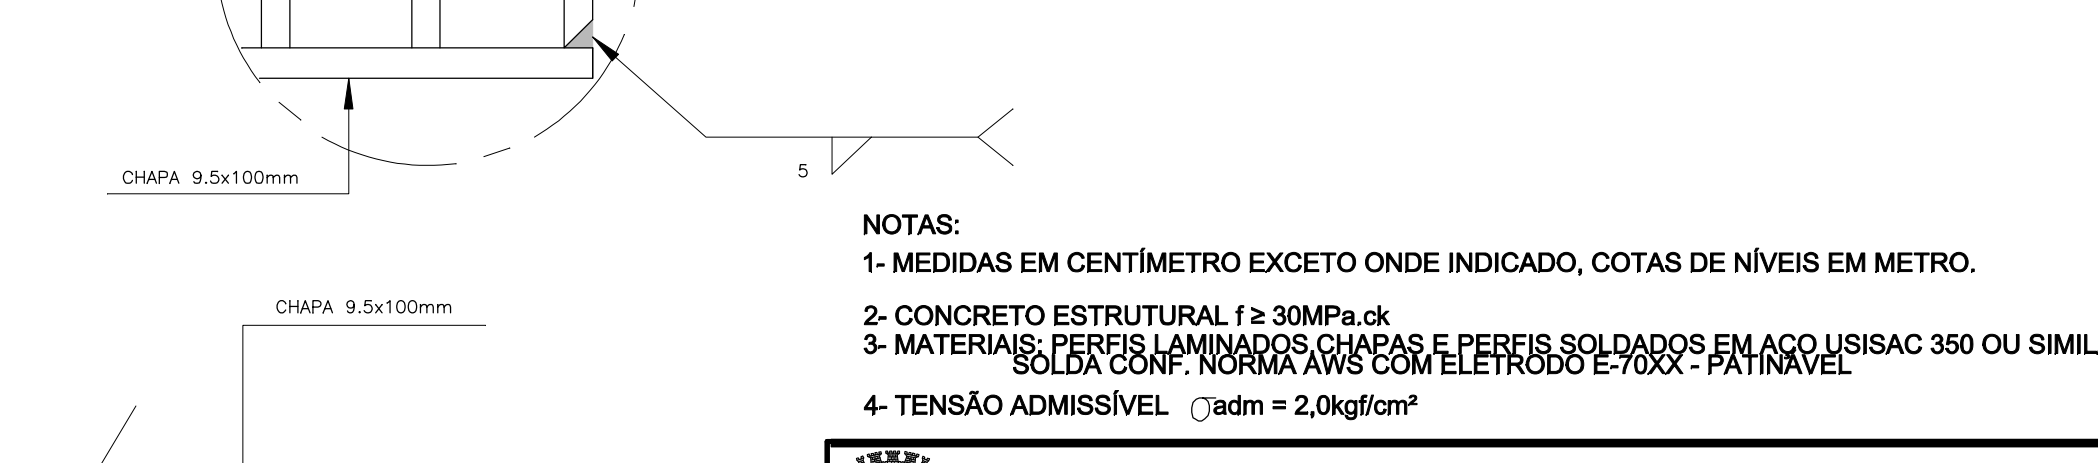 CHAPA 9.5x100mm
5
CHAPA 9.5x100mm
NOTAS:
1- MEDIDAS EM CENTÍMETRO EXCETO ONDE INDICADO, COTAS DE NÍVEIS EM METRO.
2- CONCRETO ESTRUTURAL f ≥ 30MPa.ck
3- MATERIAIS: PERFIS LAMINADOS,CHAPAS E PERFIS SOLDADOS EM AÇO USISAC 350 OU SIMIL
SOLDA CONF. NORMA AWS COM ELETRODO E-70XX - PATINÁVEL
4- TENSÃO ADMISSÍVEL σadm = 2,0kgf/cm²